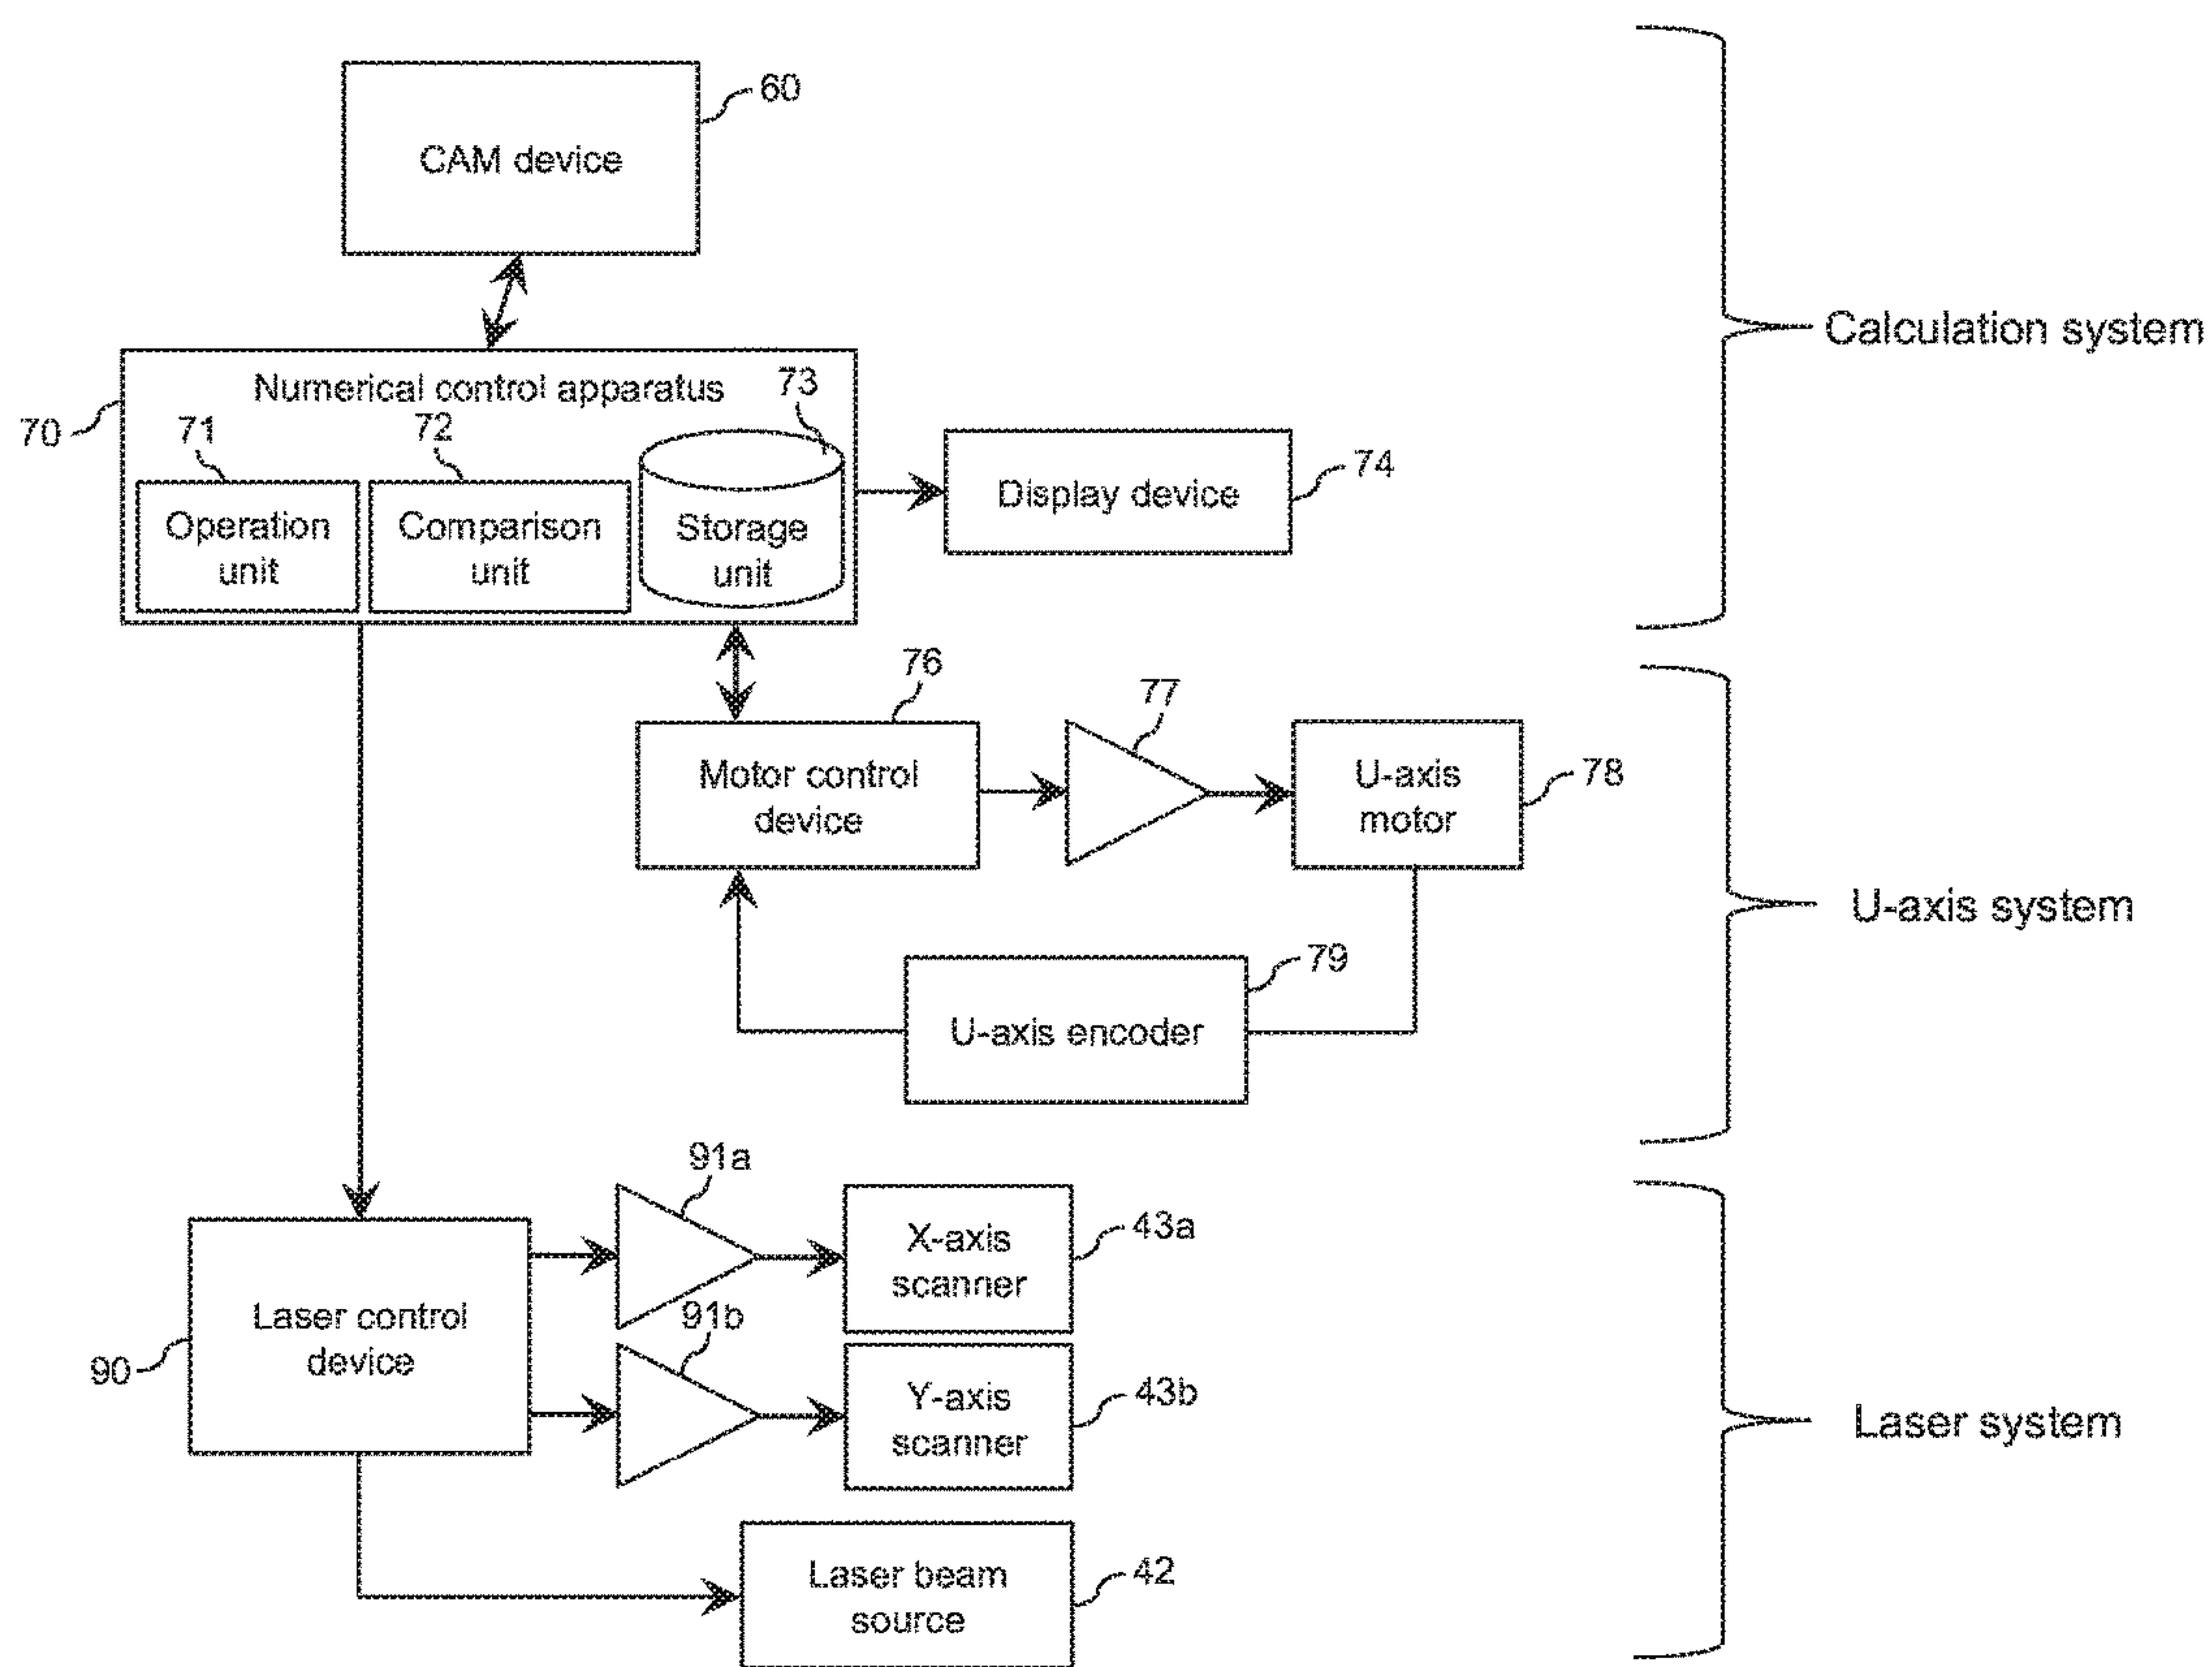 60
CAM device
Calculation system
Numerical control apparatus
73
70
71
72
74
Display device
Operation
unit
Comparison
unit
Storage
unit
76
77
Motor control
device
U-axis
motor
78
U-axis system
79
U-axis encoder
91a
X-axis
scanner
43a
Laser control
device
91b
90
Y-axis
scanner
43b
Laser system
Laser beam
source
42